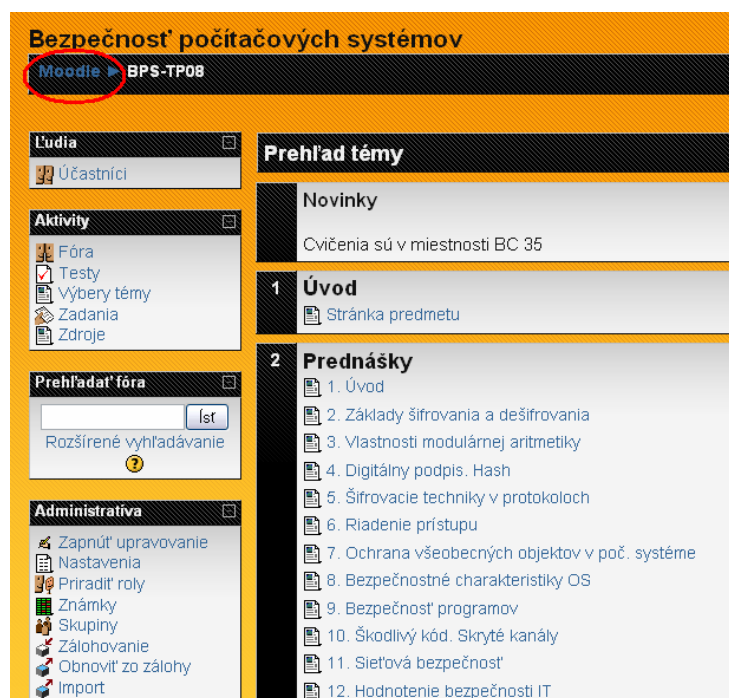 Bezpečnosť počítačových systémov
Moodle ► BPS-TP08
Ľudia
Účastníci
Aktivity
Fóra
Testy
Výbery témy
Zadania
Zdroje
Prehľadať fóra
Ísť
Rozšírené vyhľadávanie
?
Administratíva
Zapnúť upravovanie
Nastavenia
Priradiť roly
Známky
Skupiny
Zálohovanie
Obnoviť zo zálohy
Import
Prehľad témy
Novinky
Cvičenia sú v miestnosti BC 35
1 Úvod
Stránka predmetu
2 Prednášky
1. Úvod
2. Základy šifrovania a dešifrovania
3. Vlastnosti modulárnej aritmetiky
4. Digitálny podpis. Hash
5. Šifrovacie techniky v protokoloch
6. Riadenie prístupu
7. Ochrana všeobecných objektov v poč. systéme
8. Bezpečnostné charakteristiky OS
9. Bezpečnosť programov
10. Škodlivý kód. Skryté kanály
11. Sieťová bezpečnosť
12. Hodnotenie bezpečnosti IT